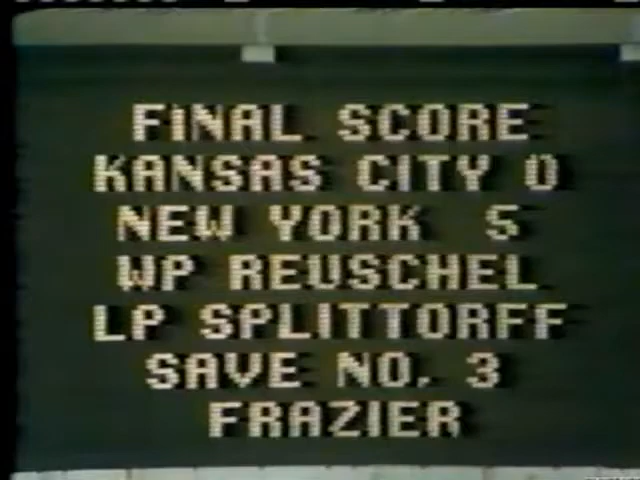 FINAL SCORE
KANSAS CITY 0
NEW YORK 5
WP REUSCHEL
LP SPLITTORFF
SAVE NO. 3
FRAZIER